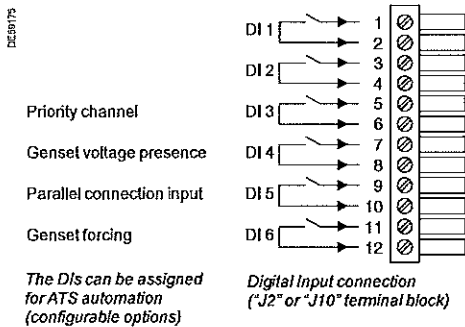 DE59175
DI 1
1
2
DI 2
3
4
Priority channel
DI 3
5
6
Genset voltage presence
DI 4
7
8
Parallel connection input
DI 5
9
10
Genset forcing
DI 6
11
12
The DIs can be assigned
for ATS automation
(configurable options)
Digital Input connection
("J2" or "J10" terminal block)